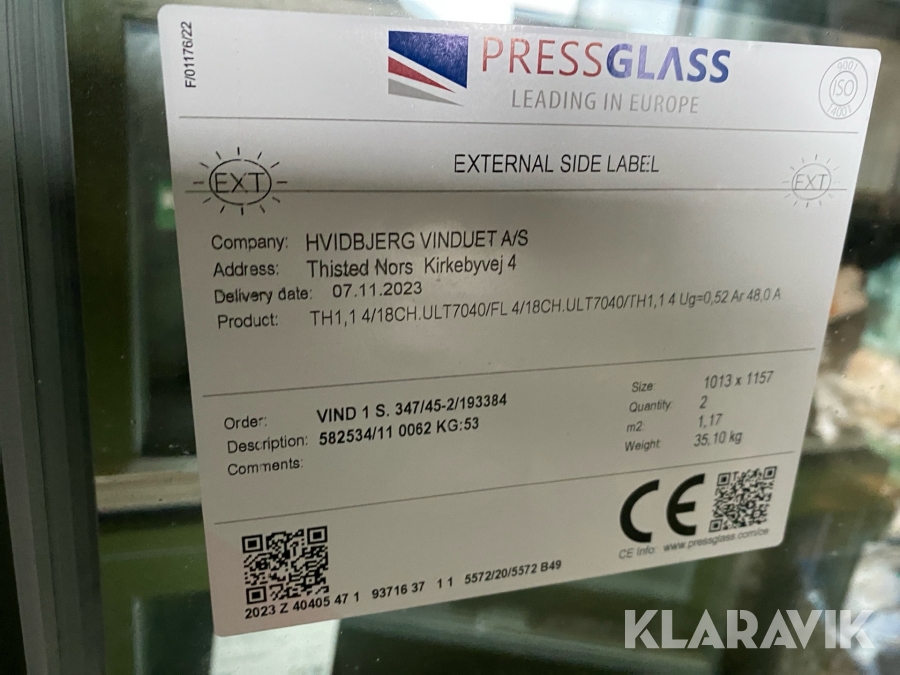 F/01176/22
PRESSGLASS
LEADING IN EUROPE
9001
ISO
14001
EXTERNAL SIDE LABEL
EXT
EXT
Company: HVIDBJERG VINDUET A/S
Address: Thisted Nors Kirkebyvej 4
Delivery date: 07.11.2023
Product: TH1,1 4/18CH.ULT7040/FL 4/18CH.ULT7040/TH1,1 4 Ug=0,52 Ar 48,0 A
Order: VIND 1 S. 347/45-2/193384
Description: 582534/11 0062 KG:53
Comments:
Size: 1013 x 1157
Quantity: 2
m2: 1,17
Weight: 35,10 kg
CE
CE Info: www.pressglass.com/ce
2023 Z 40405 47 1 93716 37 1 1 5572/20/5572 B49
KLARAVIK